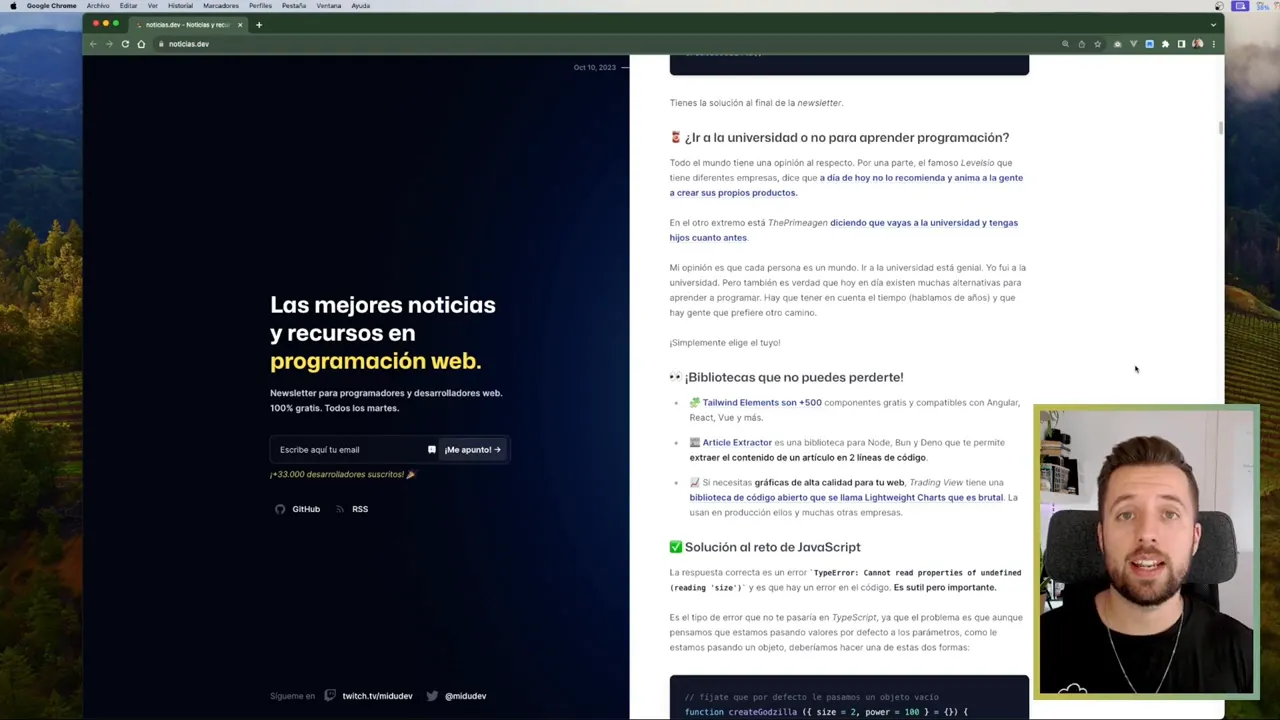 Google Chrome Archivo Editar Ver Historial Marcadores Perfiles Pestaña Ventana Ayuda
38%
noticias.dev - Noticias y recu
noticias.dev
Oct 10, 2023
Las mejores noticias
y recursos en
programación web.
Newsletter para programadores y desarrolladores web.
100% gratis. Todos los martes.
Escribe aquí tu email
¡Me apunto! →
¡+33.000 desarrolladores suscritos! 🎉
GitHub RSS
Sígueme en twitch.tv/midudev @midudev
Tienes la solución al final de la newsletter.
🥫 ¿Ir a la universidad o no para aprender programación?
Todo el mundo tiene una opinión al respecto. Por una parte, el famoso Levelsio que
tiene diferentes empresas, dice que a día de hoy no lo recomienda y anima a la gente
a crear sus propios productos.
En el otro extremo está ThePrimeagen diciendo que vayas a la universidad y tengas
hijos cuanto antes.
Mi opinión es que cada persona es un mundo. Ir a la universidad está genial. Yo fui a la
universidad. Pero también es verdad que hoy en día existen muchas alternativas para
aprender a programar. Hay que tener en cuenta el tiempo (hablamos de años) y que
hay gente que prefiere otro camino.
¡Simplemente elige el tuyo!
👀 ¡Bibliotecas que no puedes perderte!
🧩 Tailwind Elements son +500 componentes gratis y compatibles con Angular,
React, Vue y más.
📰 Article Extractor es una biblioteca para Node, Bun y Deno que te permite
extraer el contenido de un artículo en 2 líneas de código.
📈 Si necesitas gráficas de alta calidad para tu web, Trading View tiene una
biblioteca de código abierto que se llama Lightweight Charts que es brutal. La
usan en producción ellos y muchas otras empresas.
✅ Solución al reto de JavaScript
La respuesta correcta es un error `TypeError: Cannot read properties of undefined
(reading 'size')` y es que hay un error en el código. Es sutil pero importante.
Es el tipo de error que no te pasaría en TypeScript, ya que el problema es que aunque
pensamos que estamos pasando valores por defecto a los parámetros, como le
estamos pasando un objeto, deberíamos hacer una de estas dos formas:
// fíjate que por defecto le pasamos un objeto vacío
function createGodzilla ({ size = 2, power = 100 } = {}) {